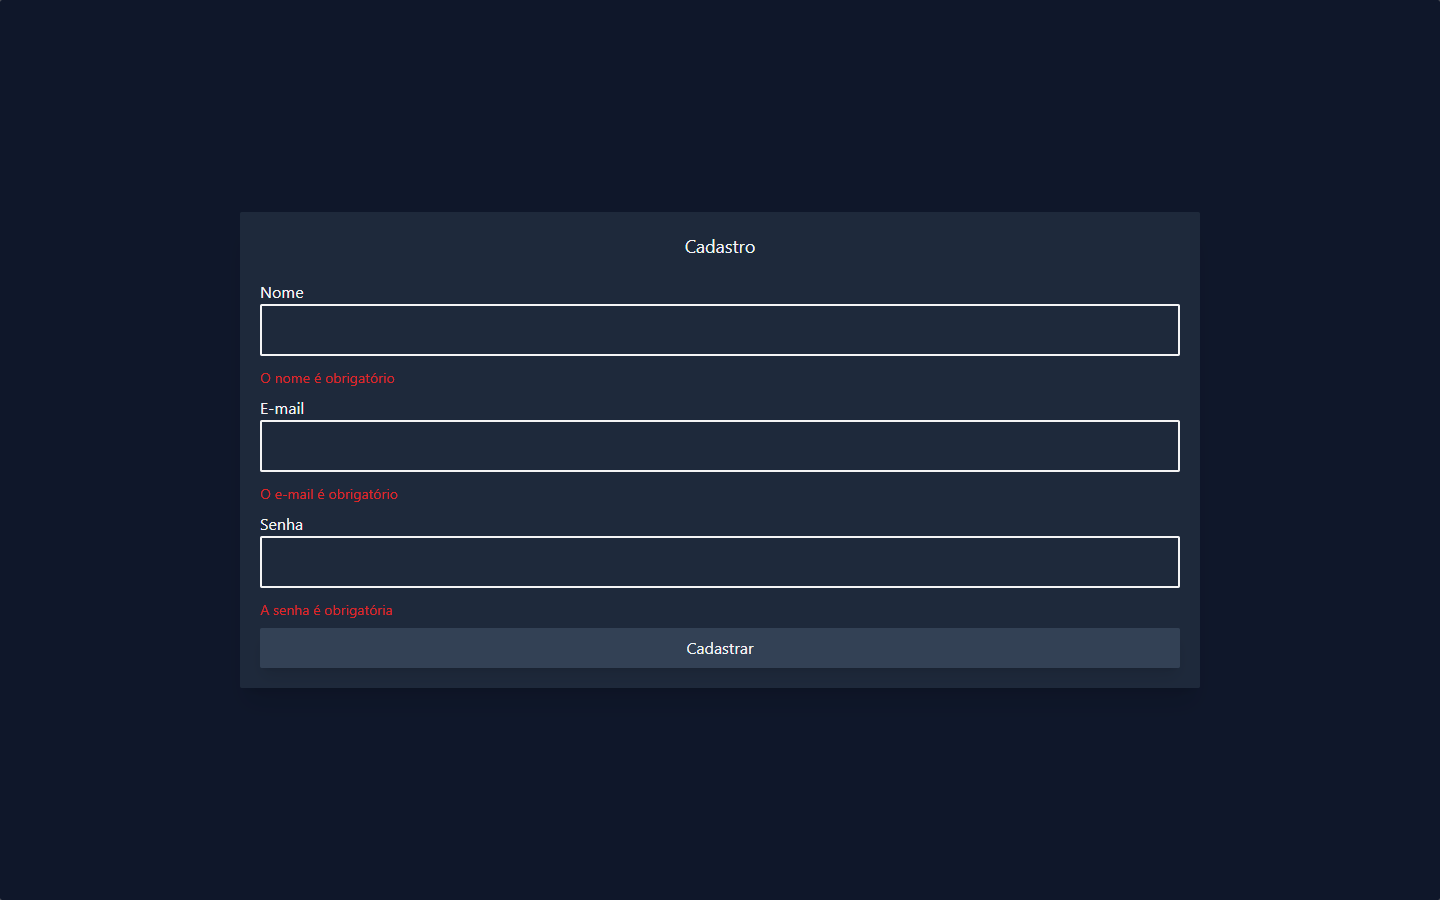 Cadastro
Nome
O nome é obrigatório
E-mail
O e-mail é obrigatório
Senha
A senha é obrigatória
Cadastrar